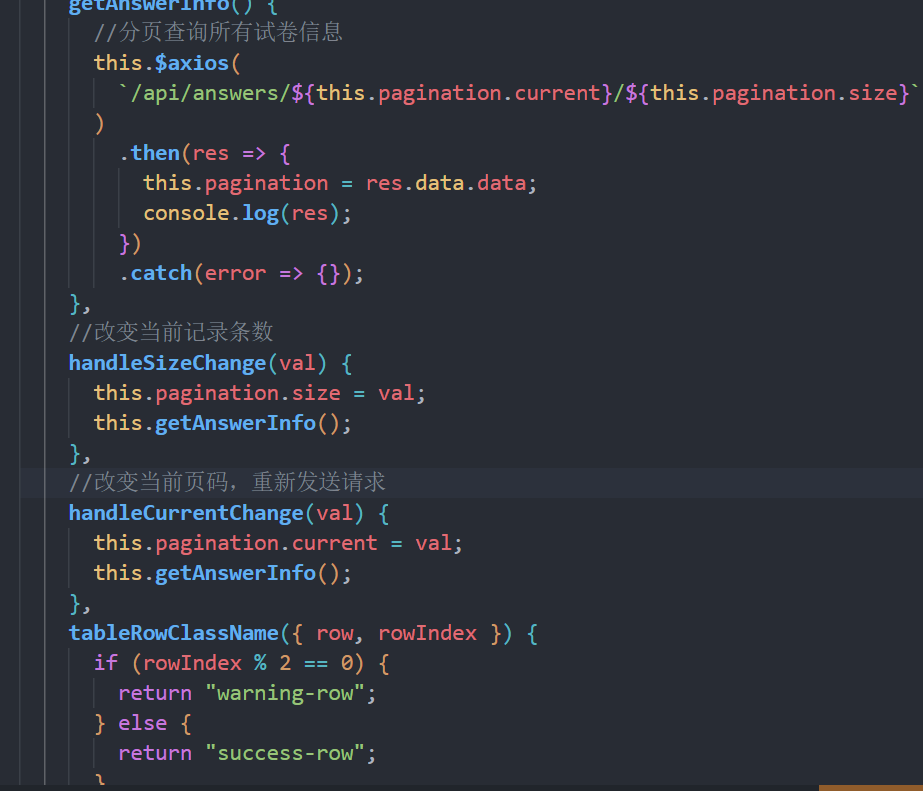 getAnswerInfo() {
//分页查询所有试卷信息
this.$axios(
`/api/answers/${this.pagination.current}/${this.pagination.size}`
)
.then(res => {
this.pagination = res.data.data;
console.log(res);
})
.catch(error => {});
},
//改变当前记录条数
handleSizeChange(val) {
this.pagination.size = val;
this.getAnswerInfo();
},
//改变当前页码，重新发送请求
handleCurrentChange(val) {
this.pagination.current = val;
this.getAnswerInfo();
},
tableRowClassName({ row, rowIndex }) {
if (rowIndex % 2 == 0) {
return "warning-row";
} else {
return "success-row";
}